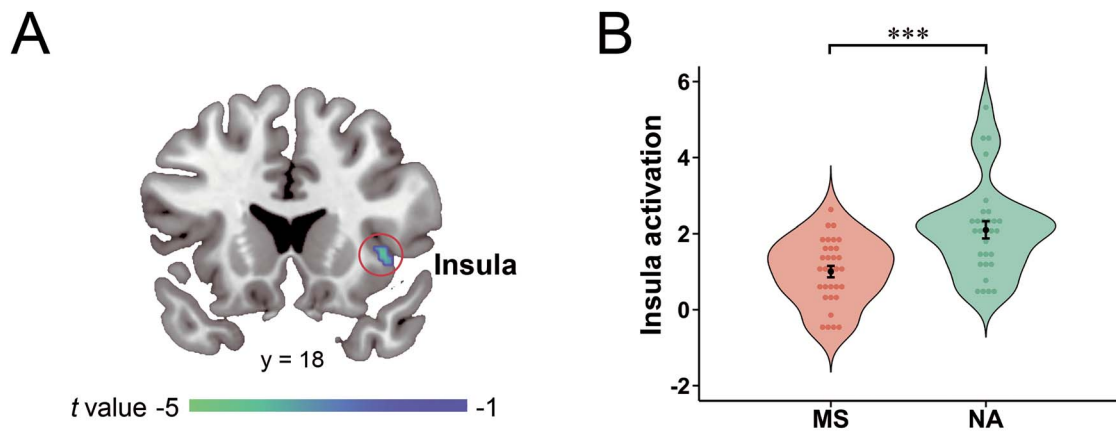 A
Insula
y = 18
t value -5 -1
B
***
Insula activation
6
4
2
0
-2
MS NA